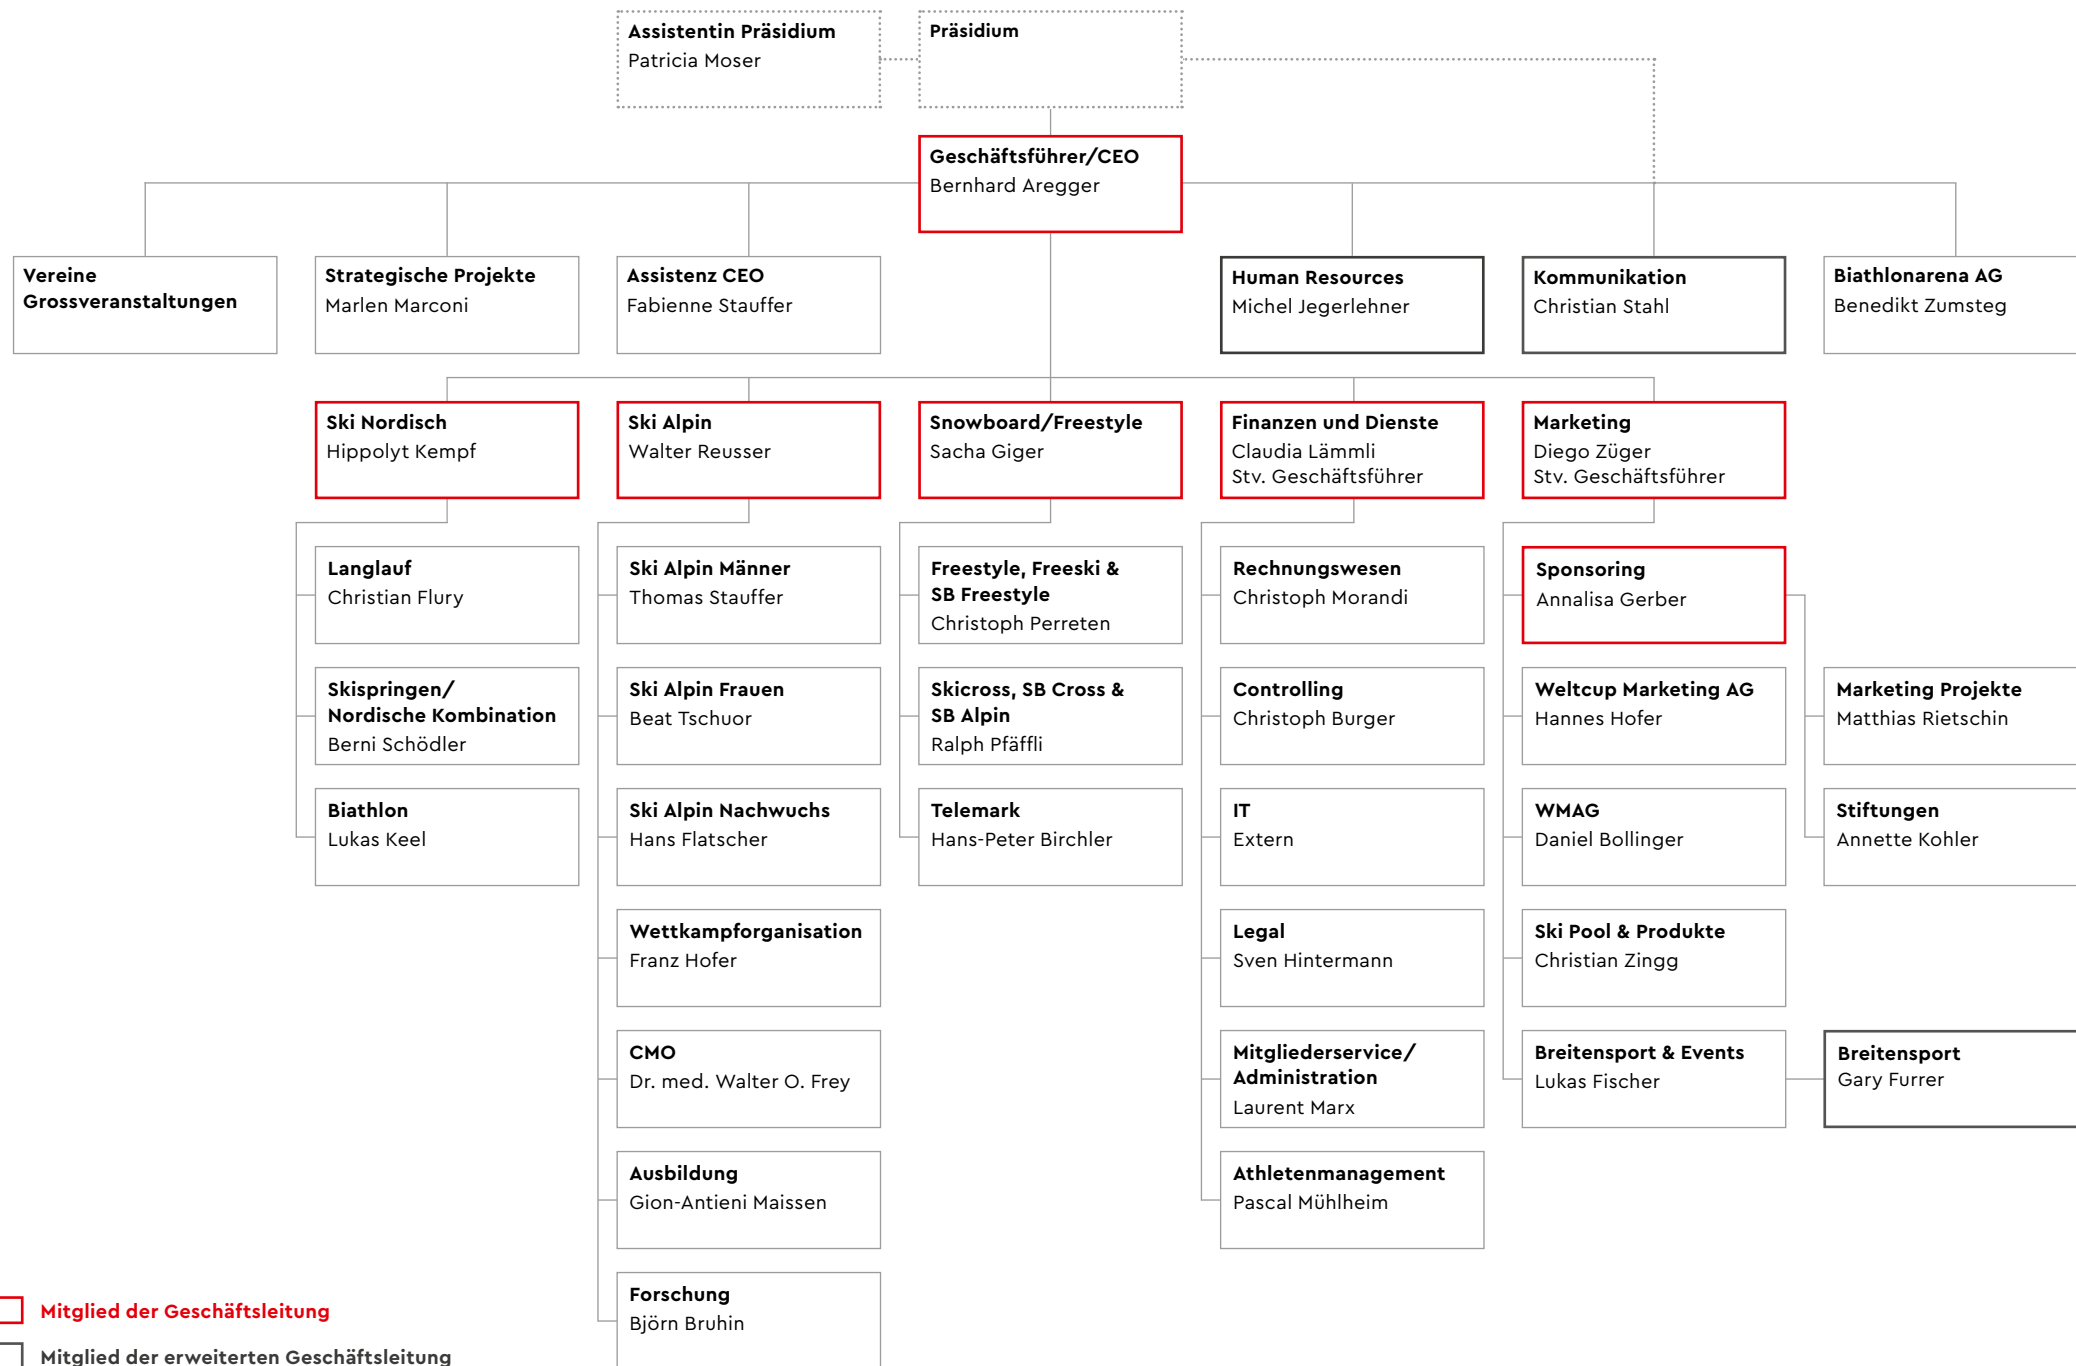 Assistentin Präsidium
Patricia Moser
Präsidium
Geschäftsführer/CEO
Bernhard Aregger
Vereine
Grossveranstaltungen
Strategische Projekte
Marlen Marconi
Assistenz CEO
Fabienne Stauffer
Human Resources
Michel Jegerlehner
Kommunikation
Christian Stahl
Biathlonarena AG
Benedikt Zumsteg
Ski Nordisch
Hippolyt Kempf
Ski Alpin
Walter Reusser
Snowboard/Freestyle
Sacha Giger
Finanzen und Dienste
Claudia Lämmli
Stv. Geschäftsführer
Marketing
Diego Züger
Stv. Geschäftsführer
Langlauf
Christian Flury
Skispringen/
Nordische Kombination
Berni Schödler
Biathlon
Lukas Keel
Ski Alpin Männer
Thomas Stauffer
Ski Alpin Frauen
Beat Tschuor
Ski Alpin Nachwuchs
Hans Flatscher
Wettkampforganisation
Franz Hofer
CMO
Dr. med. Walter O. Frey
Ausbildung
Gion-Antieni Maissen
Forschung
Björn Bruhin
Freestyle, Freeski &
SB Freestyle
Christoph Perreten
Skicross, SB Cross &
SB Alpin
Ralph Pfäffli
Telemark
Hans-Peter Birchler
Rechnungswesen
Christoph Morandi
Controlling
Christoph Burger
IT
Extern
Legal
Sven Hintermann
Mitgliederservice/
Administration
Laurent Marx
Athletenmanagement
Pascal Mühlheim
Sponsoring
Annalisa Gerber
Weltcup Marketing AG
Hannes Hofer
WMAG
Daniel Bollinger
Ski Pool & Produkte
Christian Zingg
Breitensport & Events
Lukas Fischer
Marketing Projekte
Matthias Rietschin
Stiftungen
Annette Kohler
Breitensport
Gary Furrer
Mitglied der Geschäftsleitung
Mitglied der erweiterten Geschäftsleitung